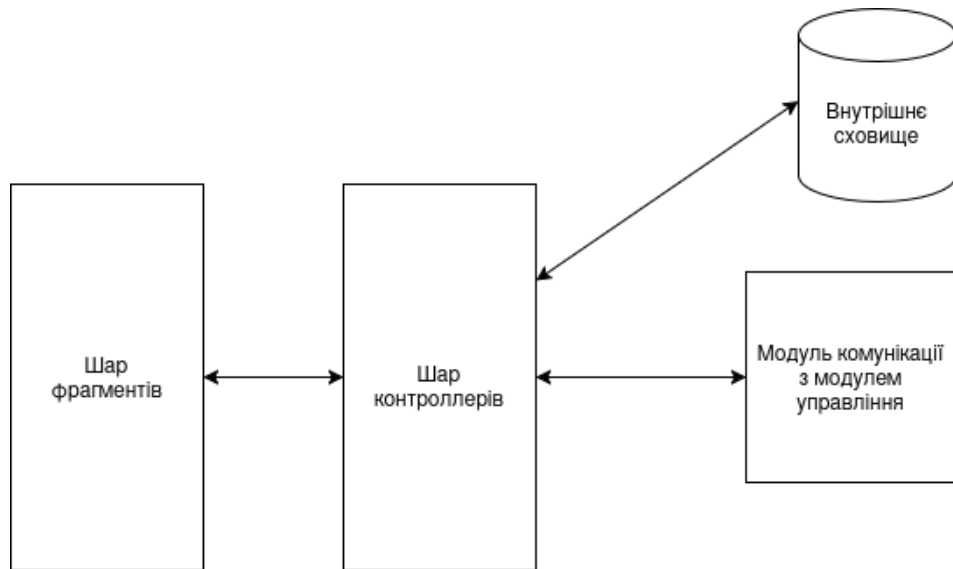 Внутрішнє
сховище
Шар
фрагментів
Шар
контроллерів
Модуль комунікації
з модулем
управління